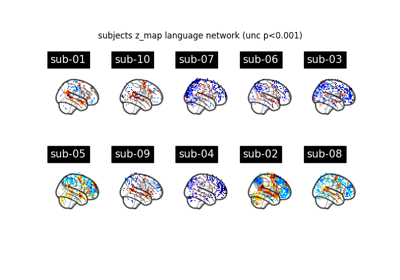 subjects z_map language network (unc p<0.001)
sub-01 sub-10 sub-07 sub-06 sub-03
sub-05 sub-09 sub-04 sub-02 sub-08